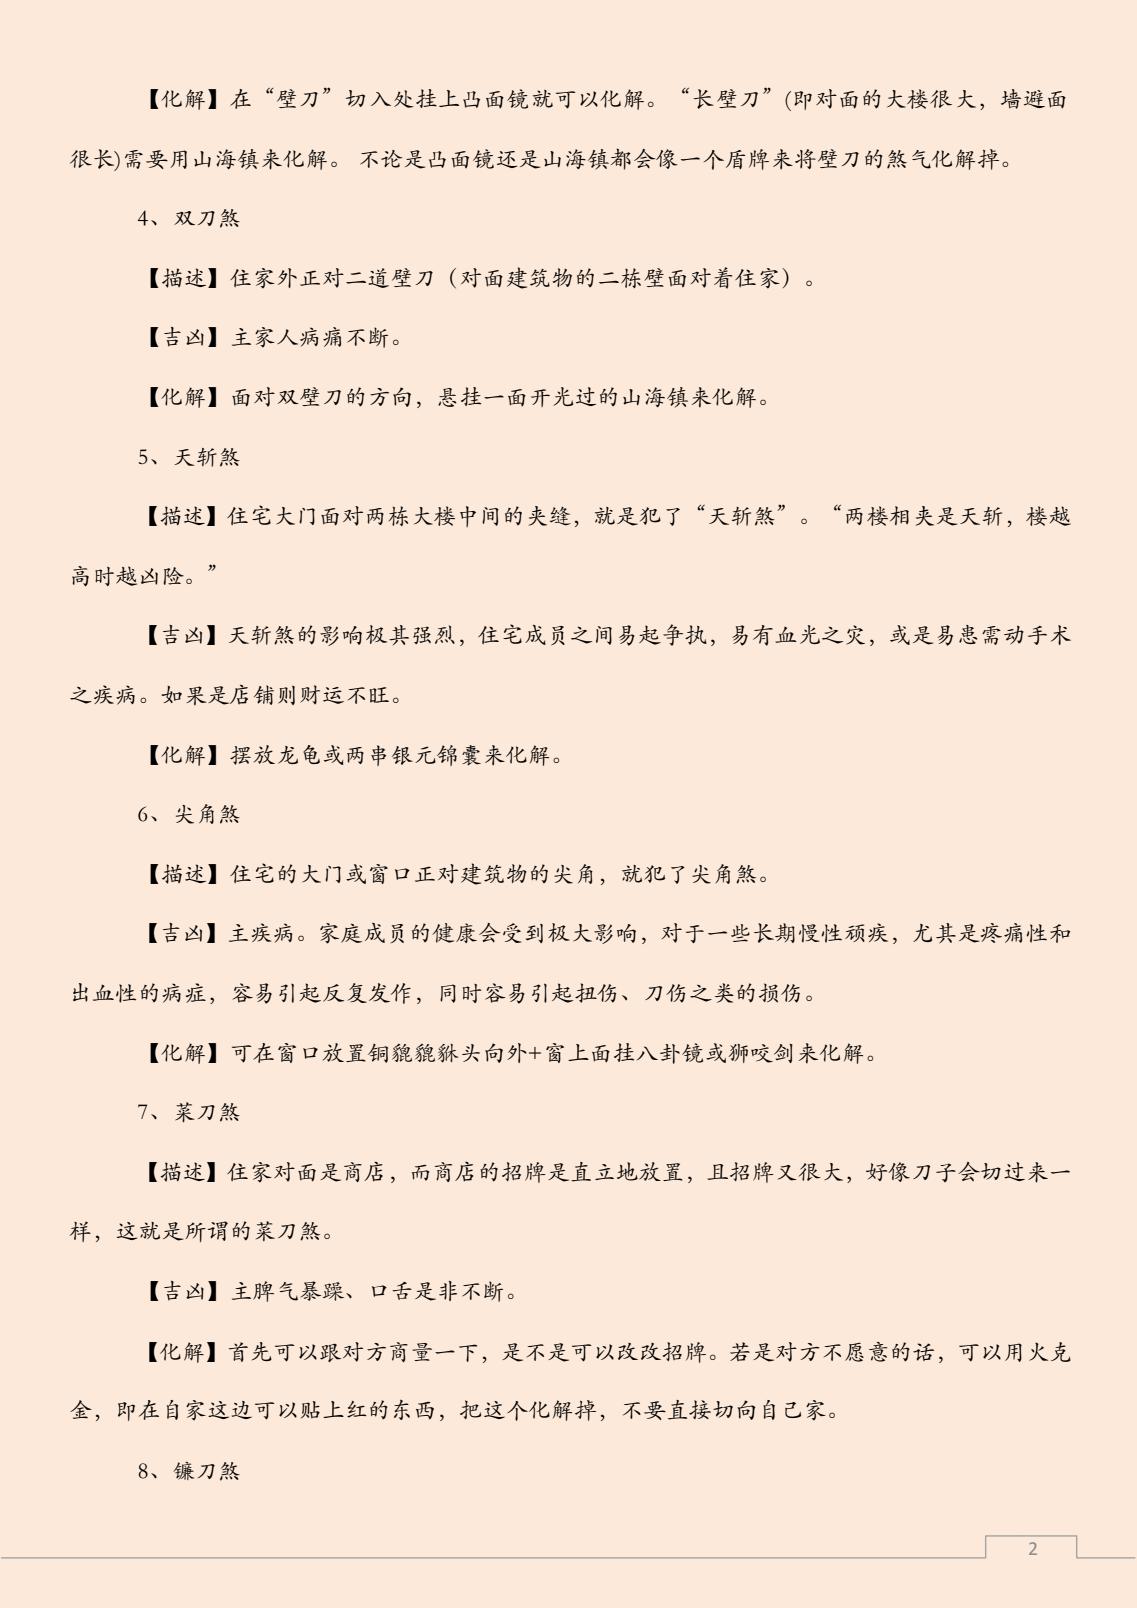 【化解】在“壁刀”切入处挂上凸面镜就可以化解。“长壁刀”(即对面的大楼很大，墙避面
很长)需要用山海镇来化解。 不论是凸面镜还是山海镇都会像一个盾牌来将壁刀的煞气化解掉。
4、双刀煞
【描述】住家外正对二道壁刀（对面建筑物的二栋壁面对着住家）。
【吉凶】主家人病痛不断。
【化解】面对双壁刀的方向，悬挂一面开光过的山海镇来化解。
5、天斩煞
【描述】住宅大门面对两栋大楼中间的夹缝，就是犯了“天斩煞”。“两楼相夹是天斩，楼越
高时越凶险。”
【吉凶】天斩煞的影响极其强烈，住宅成员之间易起争执，易有血光之灾，或是易患需动手术
之疾病。如果是店铺则财运不旺。
【化解】摆放龙龟或两串银元锦囊来化解。
6、尖角煞
【描述】住宅的大门或窗口正对建筑物的尖角，就犯了尖角煞。
【吉凶】主疾病。家庭成员的健康会受到极大影响，对于一些长期慢性顽疾，尤其是疼痛性和
出血性的病症，容易引起反复发作，同时容易引起扭伤、刀伤之类的损伤。
【化解】可在窗口放置铜貔貔貅头向外+窗上面挂八卦镜或狮咬剑来化解。
7、菜刀煞
【描述】住家对面是商店，而商店的招牌是直立地放置，且招牌又很大，好像刀子会切过来一
样，这就是所谓的菜刀煞。
【吉凶】主脾气暴躁、口舌是非不断。
【化解】首先可以跟对方商量一下，是不是可以改改招牌。若是对方不愿意的话，可以用火克
金，即在自家这边可以贴上红的东西，把这个化解掉，不要直接切向自己家。
8、镰刀煞
2